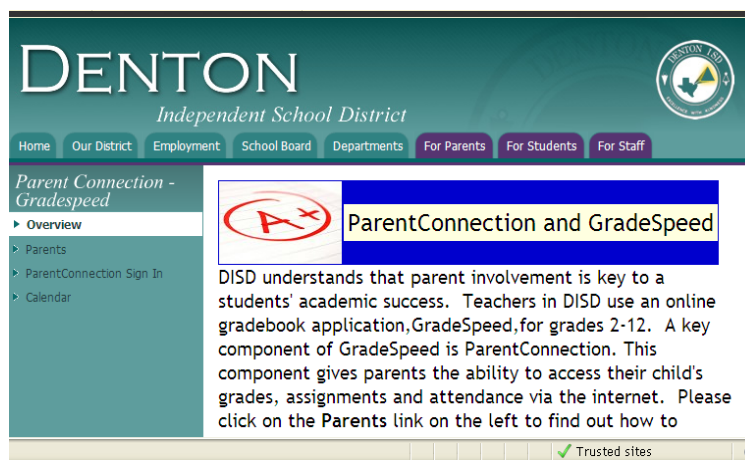 DENTON
Independent School District
DENTON ISD
Home Our District Employment School Board Departments For Parents For Students For Staff
Parent Connection -
Gradespeed
Overview
Parents
ParentConnection Sign In
Calendar
A+
ParentConnection and GradeSpeed
DISD understands that parent involvement is key to a
students' academic success. Teachers in DISD use an online
gradebook application,GradeSpeed,for grades 2-12. A key
component of GradeSpeed is ParentConnection. This
component gives parents the ability to access their child's
grades, assignments and attendance via the internet. Please
click on the Parents link on the left to find out how to
Trusted sites